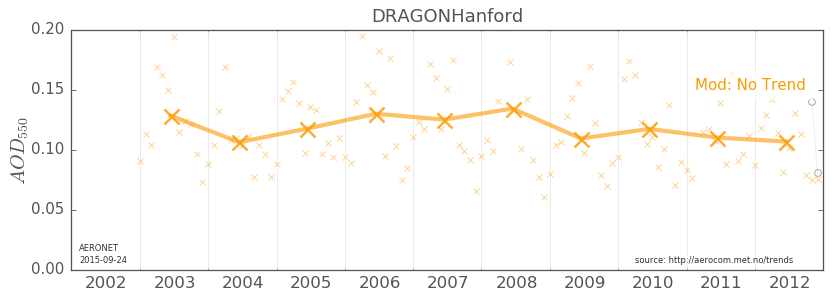 DRAGONHanford
0.20
0.15
0.10
0.05
0.00
AOD550
Mod: No Trend
AERONET
2015-09-24
source: http://aerocom.met.no/trends
2002 2003 2004 2005 2006 2007 2008 2009 2010 2011 2012